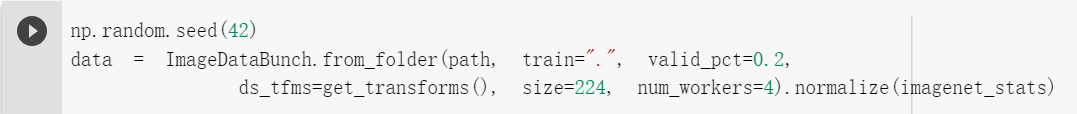 np.random.seed(42)
data = ImageDataBunch.from_folder(path, train=".", valid_pct=0.2,
ds_tfms=get_transforms(), size=224, num_workers=4).normalize(imagenet_stats)